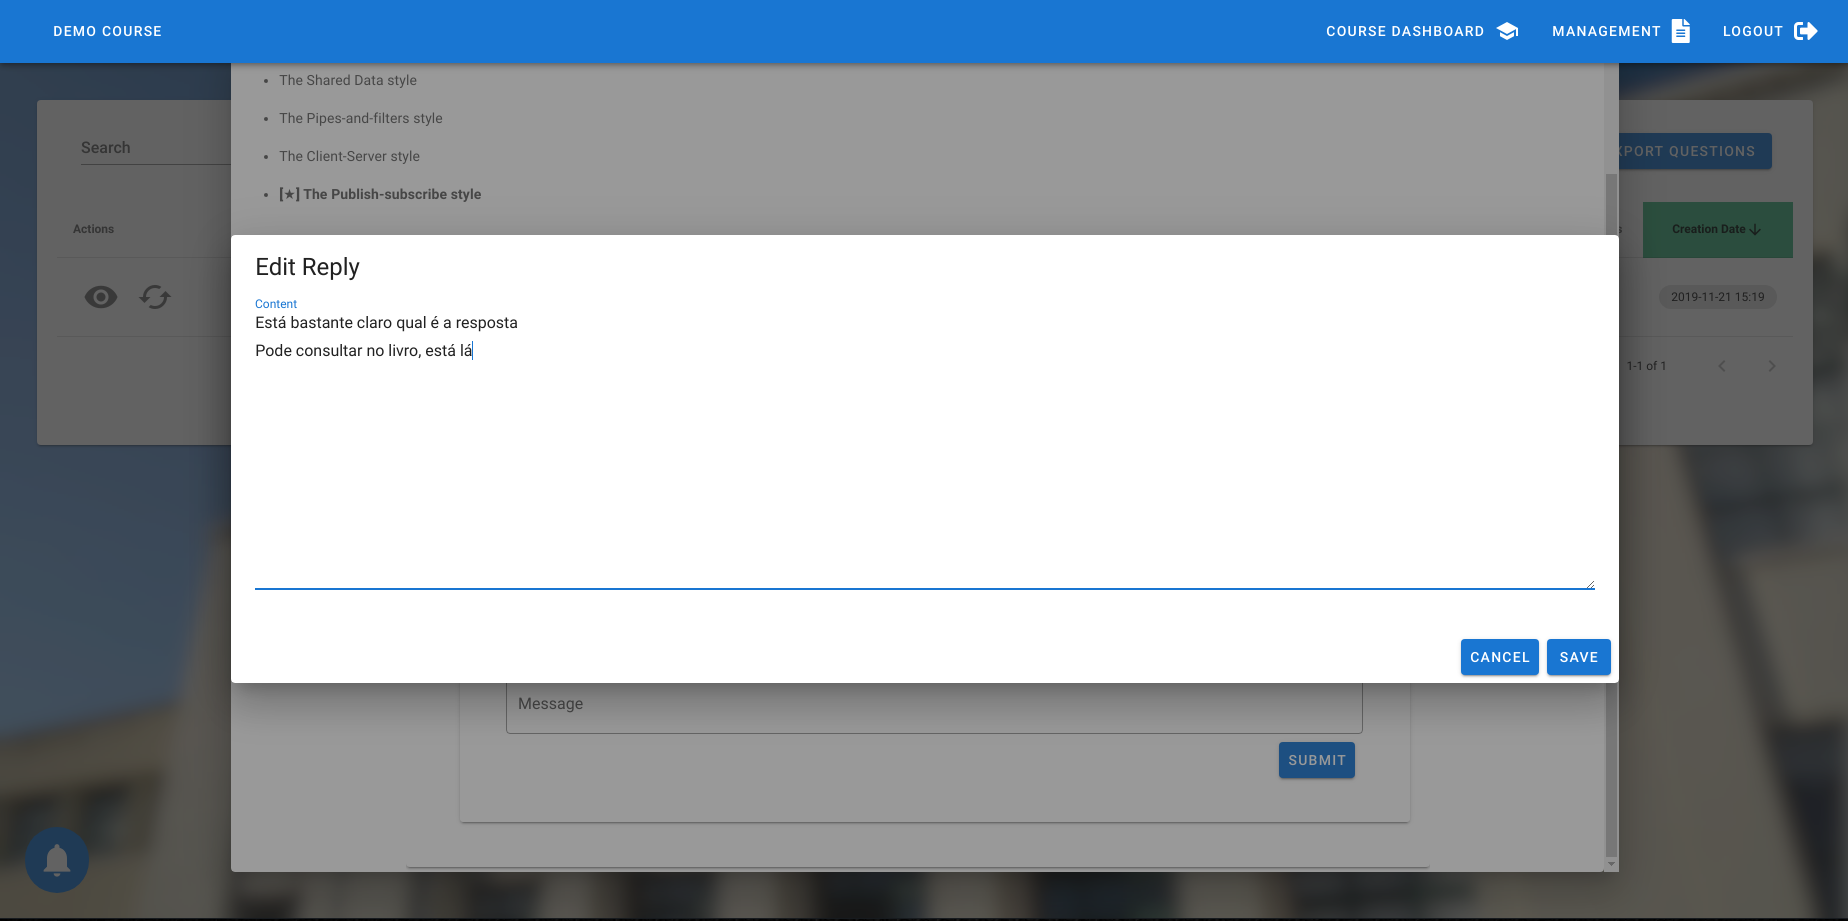 DEMO COURSE
COURSE DASHBOARD
MANAGEMENT
LOGOUT
The Shared Data style
The Pipes-and-filters style
The Client-Server style
[★] The Publish-subscribe style
Search
PORT QUESTIONS
Actions
Creation Date
2019-11-21 15:19
1-1 of 1
Edit Reply
Content
Está bastante claro qual é a resposta
Pode consultar no livro, está lá
CANCEL
SAVE
Message
SUBMIT